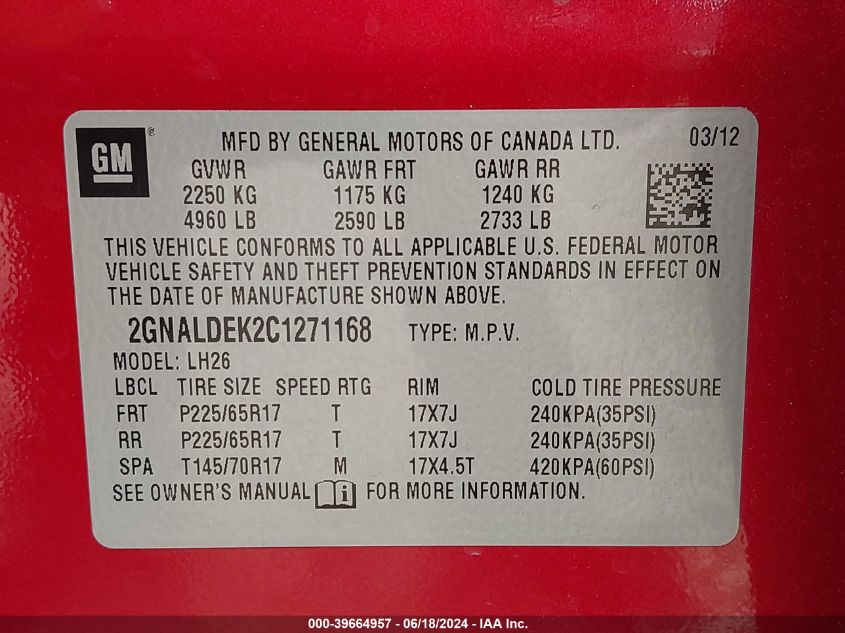 GM ® MFD BY GENERAL MOTORS OF CANADA LTD. 03/12
GVWR GAWR FRT GAWR RR
2250 KG 1175 KG 1240 KG
4960 LB 2590 LB 2733 LB
THIS VEHICLE CONFORMS TO ALL APPLICABLE U.S. FEDERAL MOTOR
VEHICLE SAFETY AND THEFT PREVENTION STANDARDS IN EFFECT ON
THE DATE OF MANUFACTURE SHOWN ABOVE.
2GNALDEK2C1271168 TYPE: M.P.V.
MODEL: LH26
LBCL TIRE SIZE SPEED RTG RIM COLD TIRE PRESSURE
FRT P225/65R17 T 17X7J 240KPA(35PSI)
RR P225/65R17 T 17X7J 240KPA(35PSI)
SPA T145/70R17 M 17X4.5T 420KPA(60PSI)
SEE OWNER'S MANUAL i FOR MORE INFORMATION.
000-39664957 - 06/18/2024 - IAA Inc.